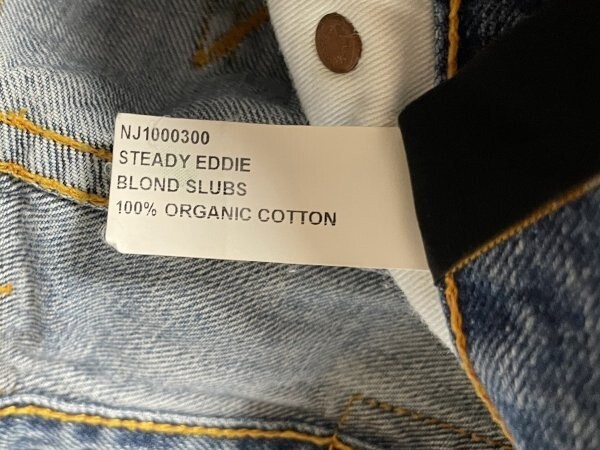 NJ1000300
STEADY EDDIE
BLOND SLUBS
100% ORGANIC COTTON